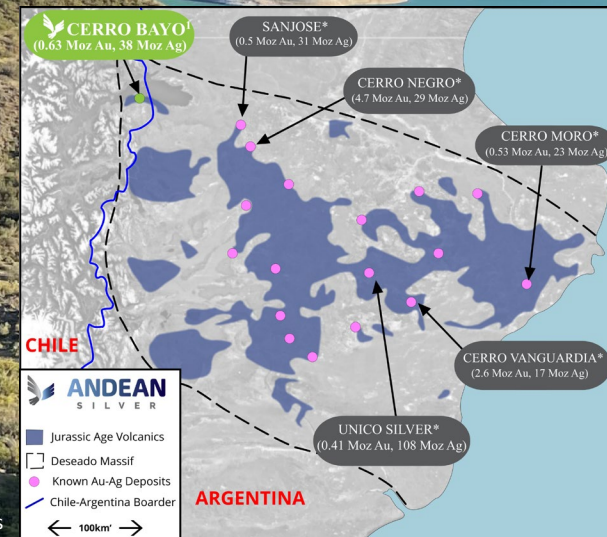 CERRO BAYO¹
(0.63 Moz Au, 38 Moz Ag)
SANJOSE*
(0.5 Moz Au, 31 Moz Ag)
CERRO NEGRO*
(4.7 Moz Au, 29 Moz Ag)
CERRO MORO*
(0.53 Moz Au, 23 Moz Ag)
CHILE
CERRO VANGUARDIA*
(2.6 Moz Au, 17 Moz Ag)
UNICO SILVER*
(0.41 Moz Au, 108 Moz Ag)
ARGENTINA
ANDEAN
SILVER
Jurassic Age Volcanics
Deseado Massif
Known Au-Ag Deposits
Chile-Argentina Boarder
100km'
S